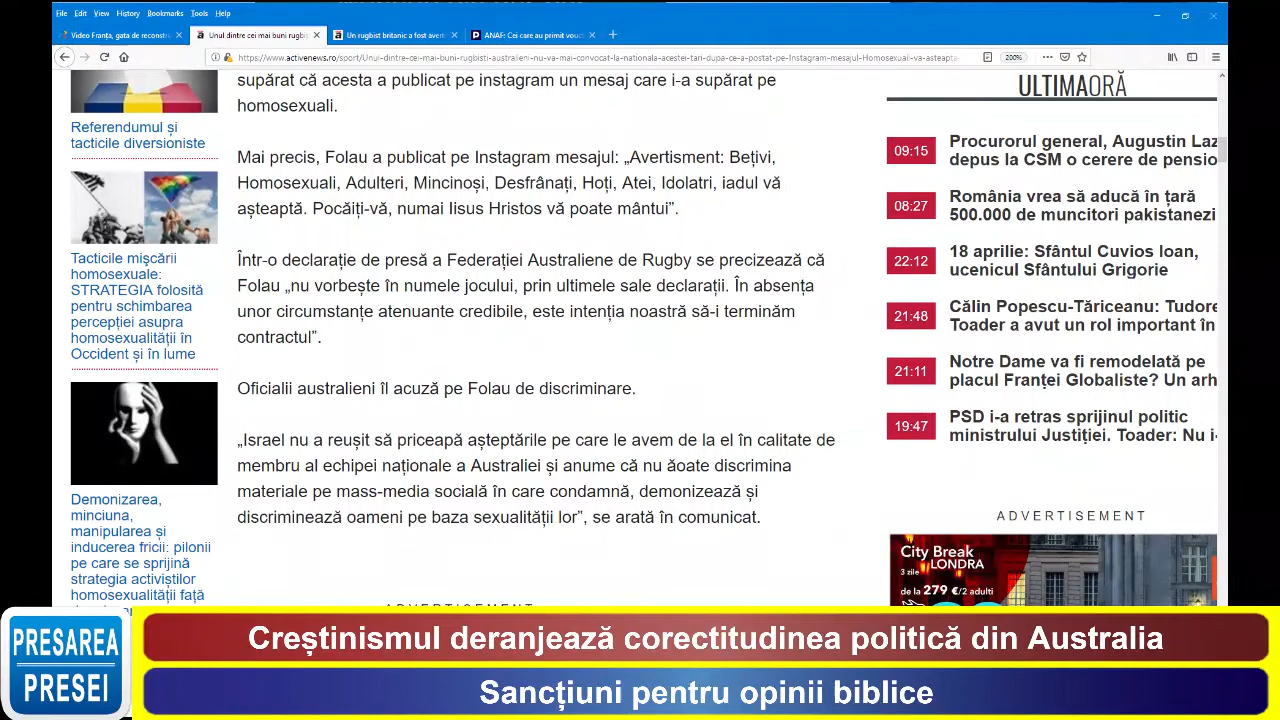 File Edit View History Bookmarks Tools Help
Video Franța, gata de reconstr
Unul dintre cei mai buni rugbi
Un rugbist britanic a fost averti
ANAF: Cei care au primit vouc
https://www.activenews.ro/sport/Unul-dintre-cei-mai-buni-rugbisti-australieni-nu-va-mai-convocat-la-nationala-acestei-tari-dupa-ce-a-postat-pe-Instagram-mesajul-Homosexuali-va-asteapta-
200%
Referendumul și
tacticile diversioniste
Tacticile mişcării
homosexuale:
STRATEGIA folosită
pentru schimbarea
percepției asupra
homosexualității în
Occident și în lume
Demonizarea,
minciuna,
manipularea și
inducerea fricii: pilonii
pe care se sprijină
strategia activiștilor
homosexualității față
supărat că acesta a publicat pe instagram un mesaj care i-a supărat pe
homosexuali.
Mai precis, Folau a publicat pe Instagram mesajul: „Avertisment: Bețivi,
Homosexuali, Adulteri, Mincinoși, Desfrânați, Hoți, Atei, Idolatri, iadul vă
așteaptă. Pocăiți-vă, numai Iisus Hristos vă poate mântui”.
Într-o declarație de presă a Federației Australiene de Rugby se precizează că
Folau „nu vorbește în numele jocului, prin ultimele sale declarații. În absența
unor circumstanțe atenuante credibile, este intenția noastră să-i terminăm
contractul”.
Oficialii australieni îl acuză pe Folau de discriminare.
„Israel nu a reușit să priceapă așteptările pe care le avem de la el în calitate de
membru al echipei naționale a Australiei și anume că nu ăoate discrimina
materiale pe mass-media socială în care condamnă, demonizează și
discriminează oameni pe baza sexualității lor”, se arată în comunicat.
ADVERTISEMENT
ULTIMAORĂ
09:15 Procurorul general, Augustin Laz
depus la CSM o cerere de pensio
08:27 România vrea să aducă în țară
500.000 de muncitori pakistanezi
22:12 18 aprilie: Sfântul Cuvios Ioan,
ucenicul Sfântului Grigorie
21:48 Călin Popescu-Tăriceanu: Tudore
Toader a avut un rol important în
21:11 Notre Dame va fi remodelată pe
placul Franței Globaliste? Un arh
19:47 PSD i-a retras sprijinul politic
ministrului Justiției. Toader: Nu i-
ADVERTISEMENT
City Break
LONDRA
3 zile
de la 279 €/2 adulti
PRESAREA
PRESEI
Creștinismul deranjează corectitudinea politică din Australia
Sancțiuni pentru opinii biblice